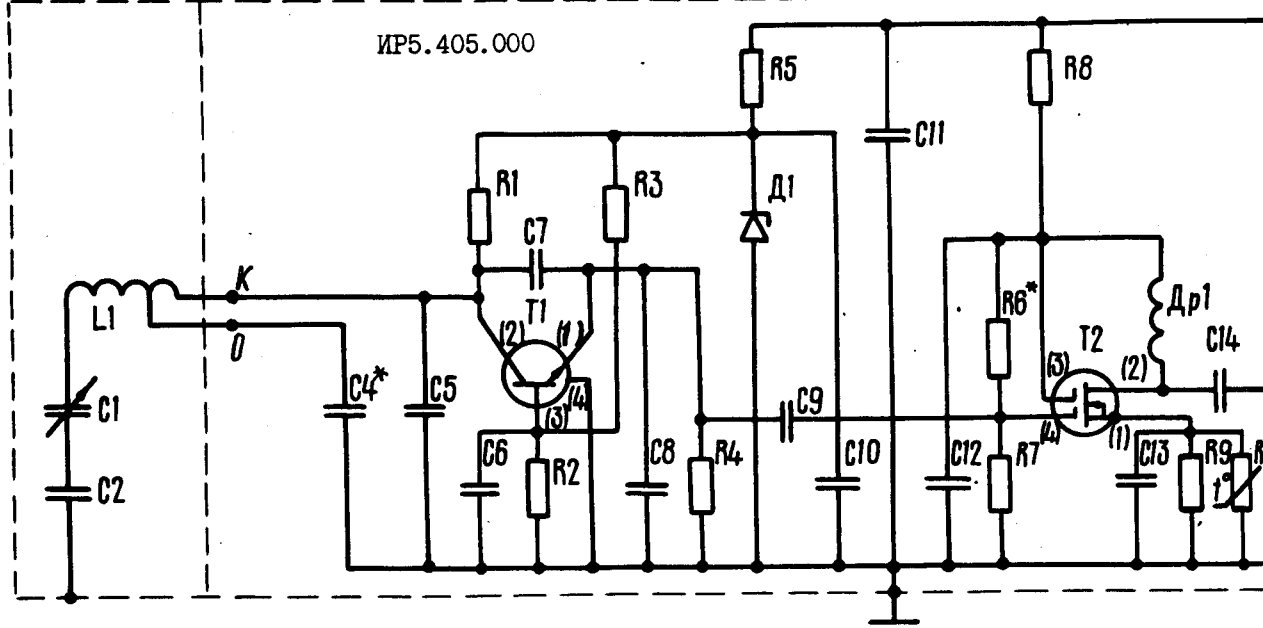 ИР5.405.000
R5
R8
C11
R1
R3
Д1
C7
К
R6*
Др1
L1
T1
T2
C14
0
(2)
(1)
(3)
(2)
C4*
C5
C1
(4)
C9
(3)
(4)
(1)
C6
R2
C8
R4
C10
C12
R7
C13
R9
R
C2
t°